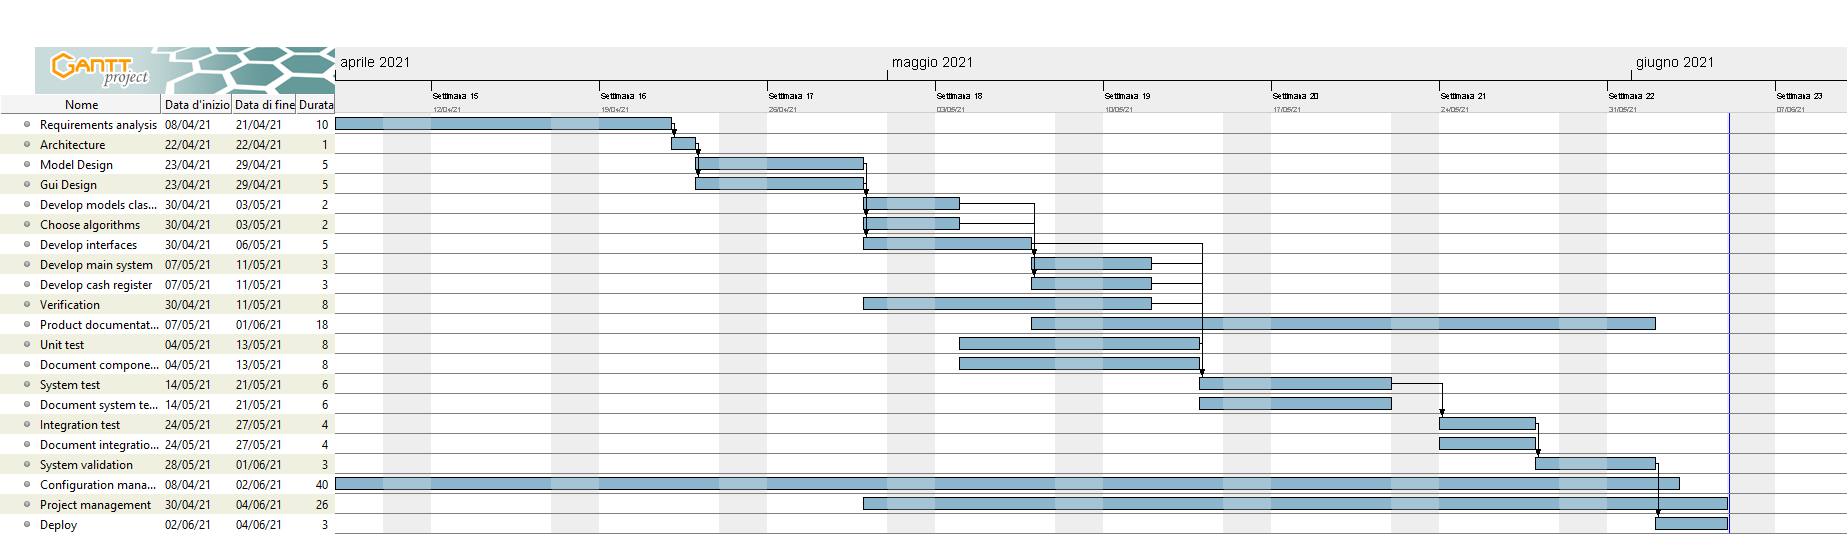 GANTT
project
aprile 2021 maggio 2021 giugno 2021
Settimana 15 Settimana 16 Settimana 17 Settimana 18 Settimana 19 Settimana 20 Settimana 21 Settimana 22 Settimana 23
12/04/21 19/04/21 26/04/21 03/05/21 10/05/21 17/05/21 24/05/21 31/05/21 07/06/21
Nome Data d'inizio Data di fine Durata
Requirements analysis 08/04/21 21/04/21 10
Architecture 22/04/21 22/04/21 1
Model Design 23/04/21 29/04/21 5
Gui Design 23/04/21 29/04/21 5
Develop models clas... 30/04/21 03/05/21 2
Choose algorithms 30/04/21 03/05/21 2
Develop interfaces 30/04/21 06/05/21 5
Develop main system 07/05/21 11/05/21 3
Develop cash register 07/05/21 11/05/21 3
Verification 30/04/21 11/05/21 8
Product documentat... 07/05/21 01/06/21 18
Unit test 04/05/21 13/05/21 8
Document compone... 04/05/21 13/05/21 8
System test 14/05/21 21/05/21 6
Document system te... 14/05/21 21/05/21 6
Integration test 24/05/21 27/05/21 4
Document integratio... 24/05/21 27/05/21 4
System validation 28/05/21 01/06/21 3
Configuration mana... 08/04/21 02/06/21 40
Project management 30/04/21 04/06/21 26
Deploy 02/06/21 04/06/21 3